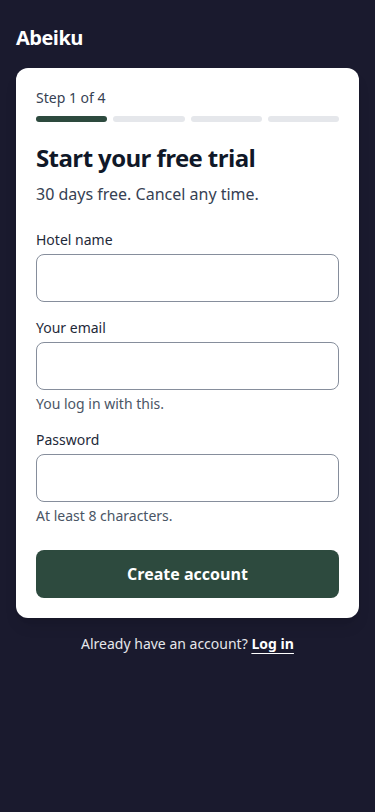 Abeiku
Step 1 of 4
Start your free trial
30 days free. Cancel any time.
Hotel name
Your email
You log in with this.
Password
At least 8 characters.
Create account
Already have an account? Log in